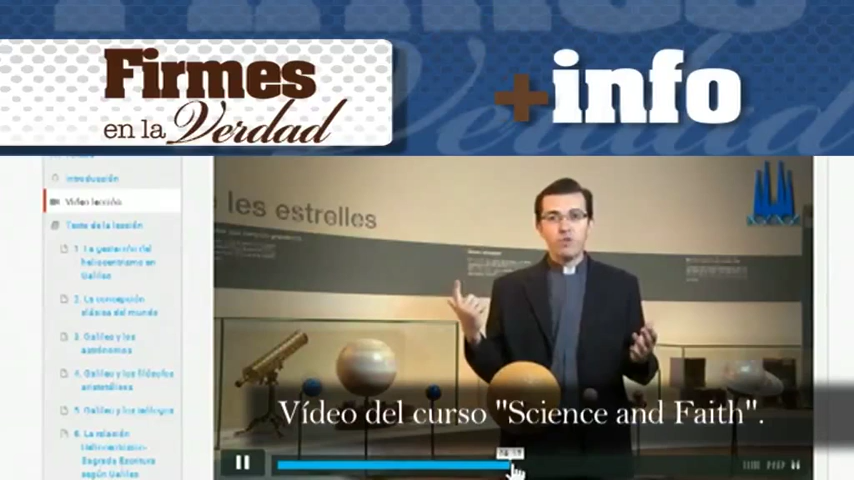 Firmes
en la Verdad
+info
Introducción
Vídeo lección
Texto de la lección
e les estrelles
1. La gestación del
heliocentrismo en
Galileo
2. La concepción
clásica del mundo
3. Galileo y los
astrónomos
4. Galileo y los filósofos
aristotélicos
5. Galileo y los teólogos
6. La relación
Heliocentrismo-
Sagrada Escritura
según Galileo
Vídeo del curso "Science and Faith".